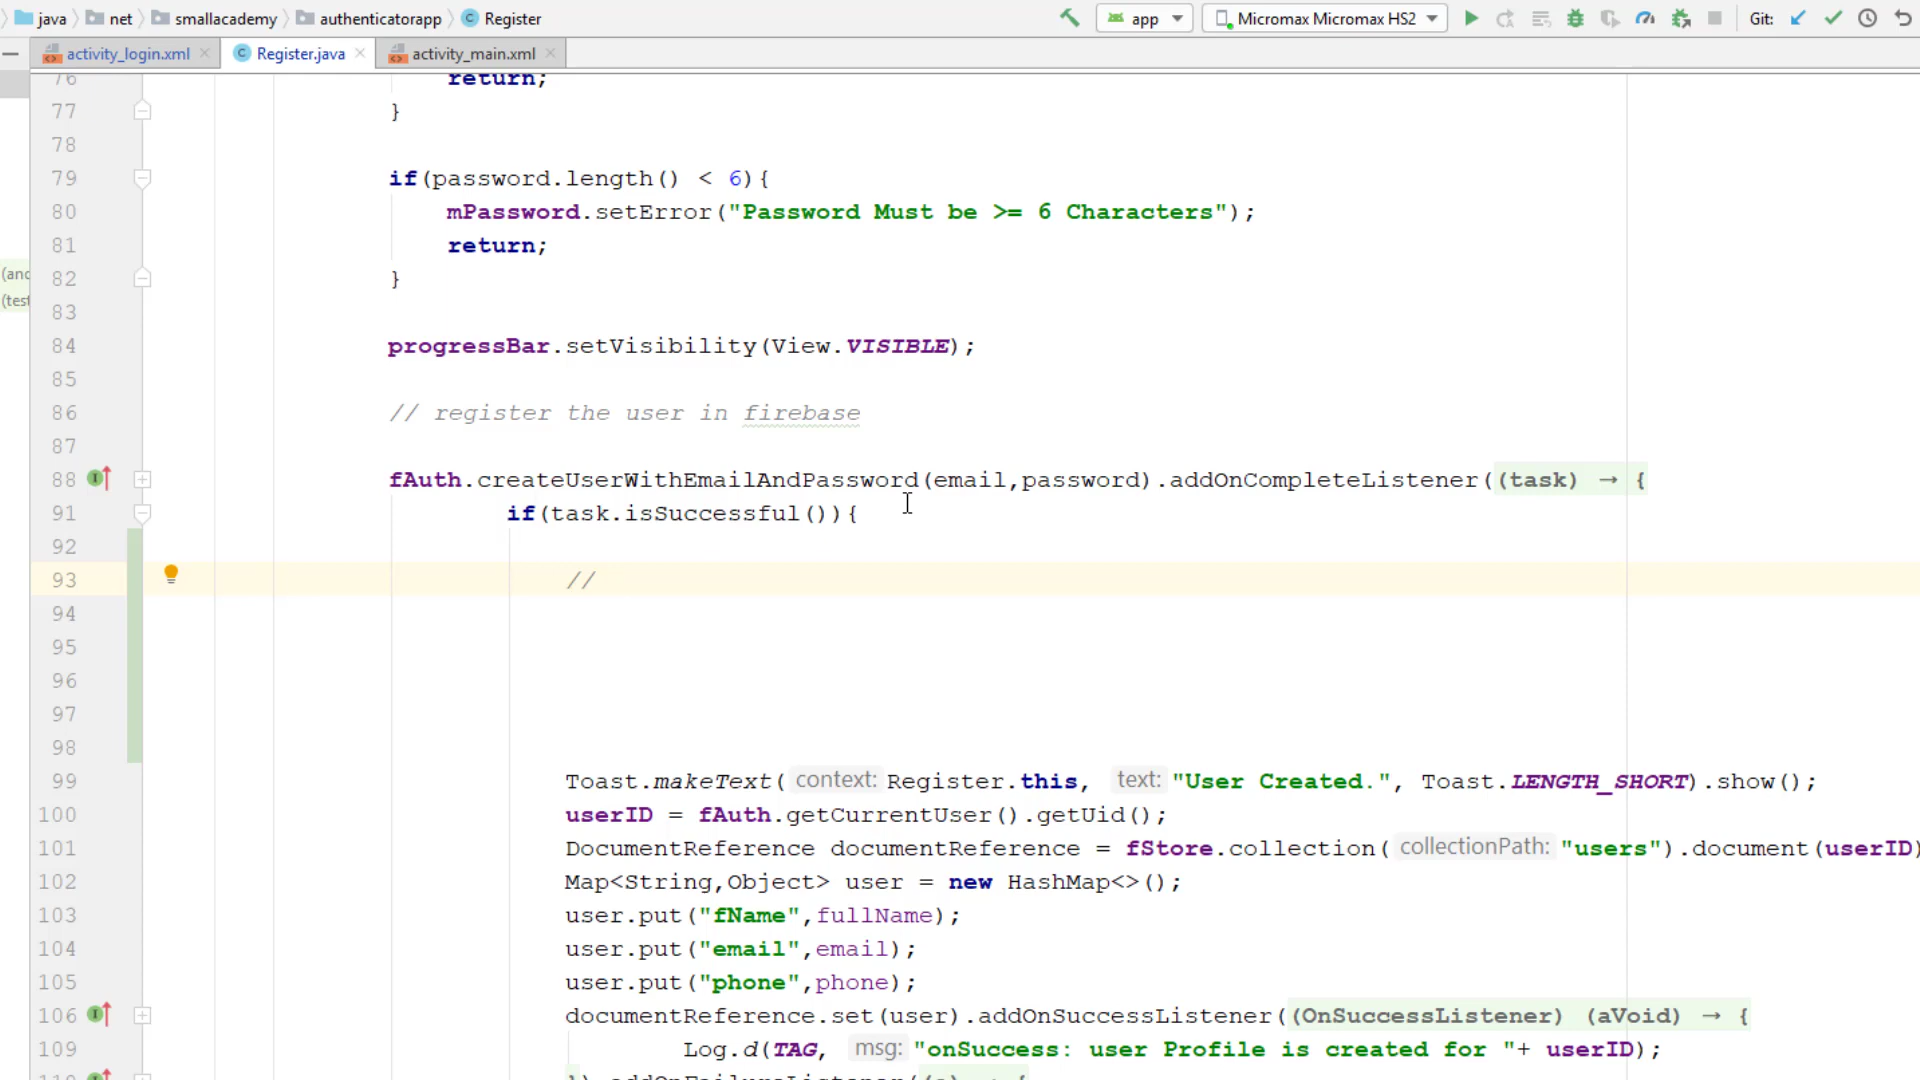 java net smallacademy authenticatorapp Register app Micromax Micromax HS2 Git:
activity_login.xml Register.java activity_main.xml
76 return;
77 }
78
79 if(password.length() < 6){
80 mPassword.setError("Password Must be >= 6 Characters");
81 return;
82 }
(and
83
(test
84 progressBar.setVisibility(View.VISIBLE);
85
86 // register the user in firebase
87
88 fAuth.createUserWithEmailAndPassword(email,password).addOnCompleteListener((task) → {
91 if(task.isSuccessful()){
92
93 //
94
95
96
97
98
99 Toast.makeText( context: Register.this, text: "User Created.", Toast.LENGTH_SHORT).show();
100 userID = fAuth.getCurrentUser().getUid();
101 DocumentReference documentReference = fStore.collection( collectionPath: "users").document(userID)
102 Map<String,Object> user = new HashMap<>();
103 user.put("fName",fullName);
104 user.put("email",email);
105 user.put("phone",phone);
106 documentReference.set(user).addOnSuccessListener((OnSuccessListener) (aVoid) → {
109 Log.d(TAG, msg: "onSuccess: user Profile is created for "+ userID);